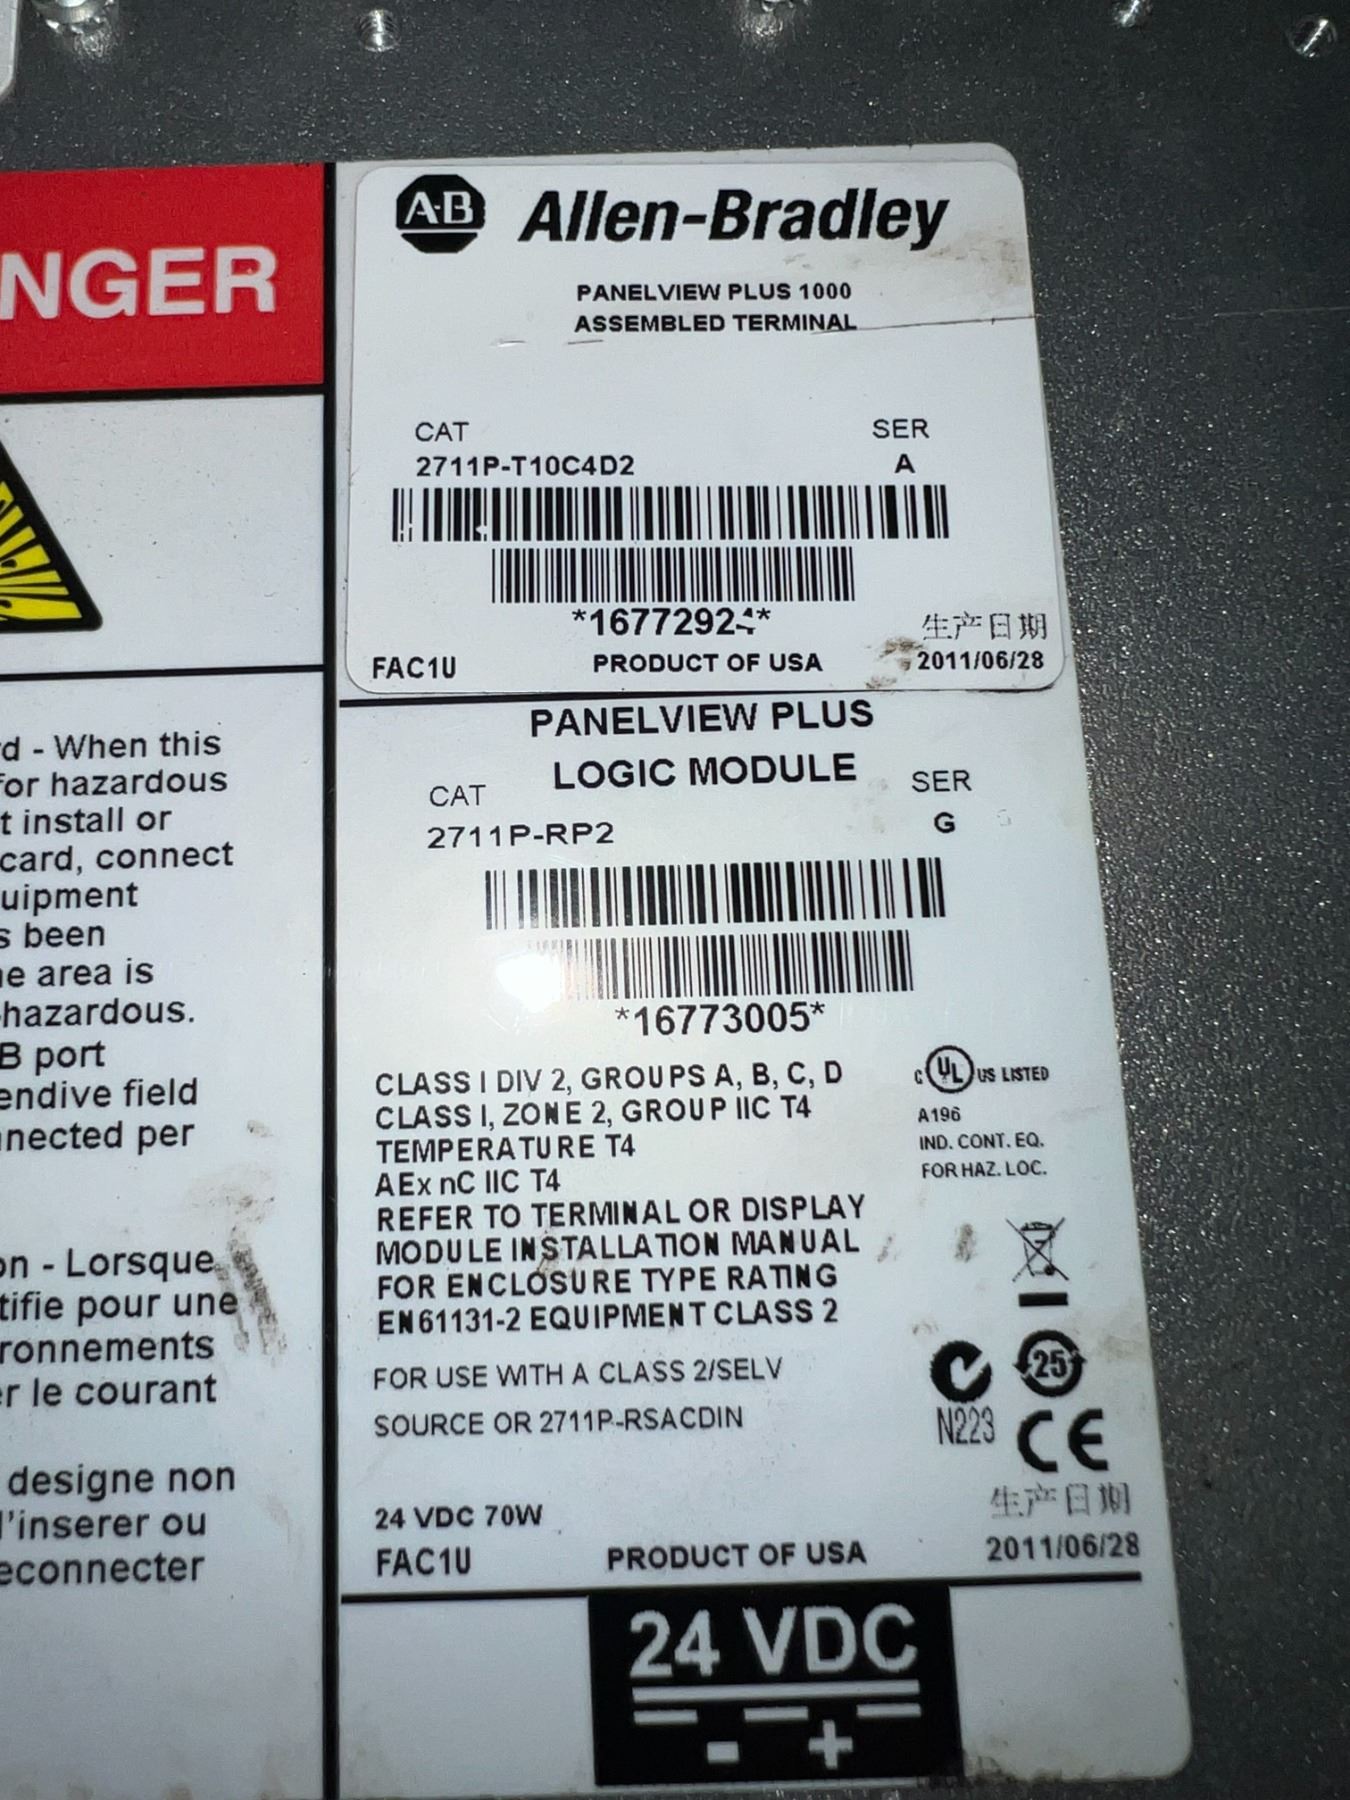 NGER
d - When this
for hazardous
t install or
card, connect
uipment
s been
e area is
-hazardous.
B port
endive field
nnected per
on - Lorsque
tifie pour une
ronnements
er le courant
designe non
l'inserer ou
econnecter
A-B Allen-Bradley
PANELVIEW PLUS 1000
ASSEMBLED TERMINAL
CAT SER
2711P-T10C4D2 A
生产日期
FAC1U PRODUCT OF USA 2011/06/28
PANELVIEW PLUS
LOGIC MODULE
CAT SER
2711P-RP2 G
*16773005*
CLASS I DIV 2, GROUPS A, B, C, D
CLASS I, ZONE 2, GROUP IIC T4
TEMPERATURE T4
AEx nC IIC T4
REFER TO TERMINAL OR DISPLAY
MODULE INSTALLATION MANUAL
FOR ENCLOSURE TYPE RATING
EN61131-2 EQUIPMENT CLASS 2
C UL US LISTED
A196
IND. CONT. EQ.
FOR HAZ. LOC.
FOR USE WITH A CLASS 2/SELV
SOURCE OR 2711P-RSACDIN
25
N223 CE
24 VDC 70W
生产日期
FAC1U PRODUCT OF USA 2011/06/28
24 VDC
- +